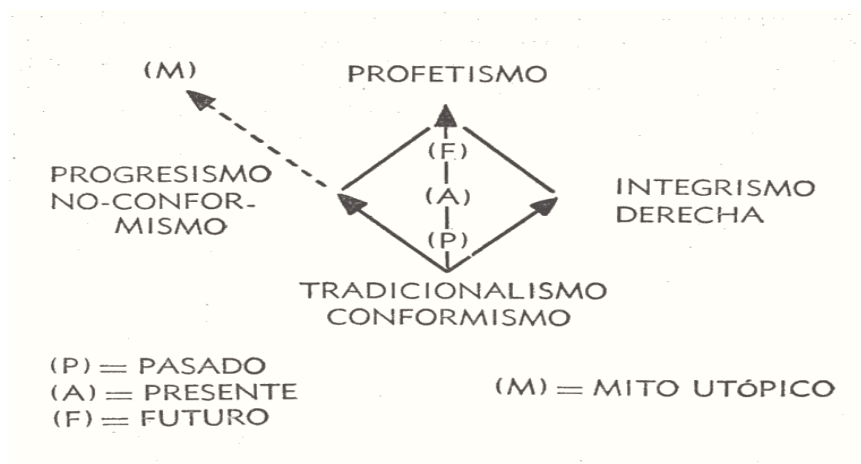 (M)
PROFETISMO
(F)
PROGRESISMO
NO-CONFOR-
MISMO
(A)
INTEGRISMO
DERECHA
(P)
TRADICIONALISMO
CONFORMISMO
(P) = PASADO
(A) = PRESENTE
(F) = FUTURO
(M) = MITO UTÓPICO